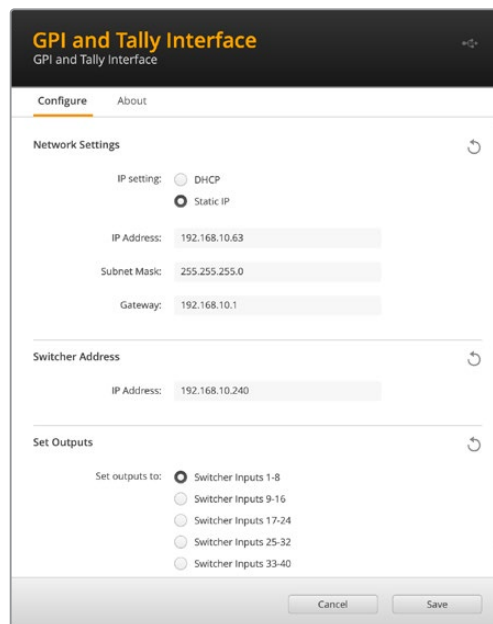 GPI and Tally Interface
GPI and Tally Interface
Configure About
Network Settings
IP setting: DHCP
Static IP
IP Address: 192.168.10.63
Subnet Mask: 255.255.255.0
Gateway: 192.168.10.1
Switcher Address
IP Address: 192.168.10.240
Set Outputs
Set outputs to: Switcher Inputs 1-8
Switcher Inputs 9-16
Switcher Inputs 17-24
Switcher Inputs 25-32
Switcher Inputs 33-40
Cancel Save